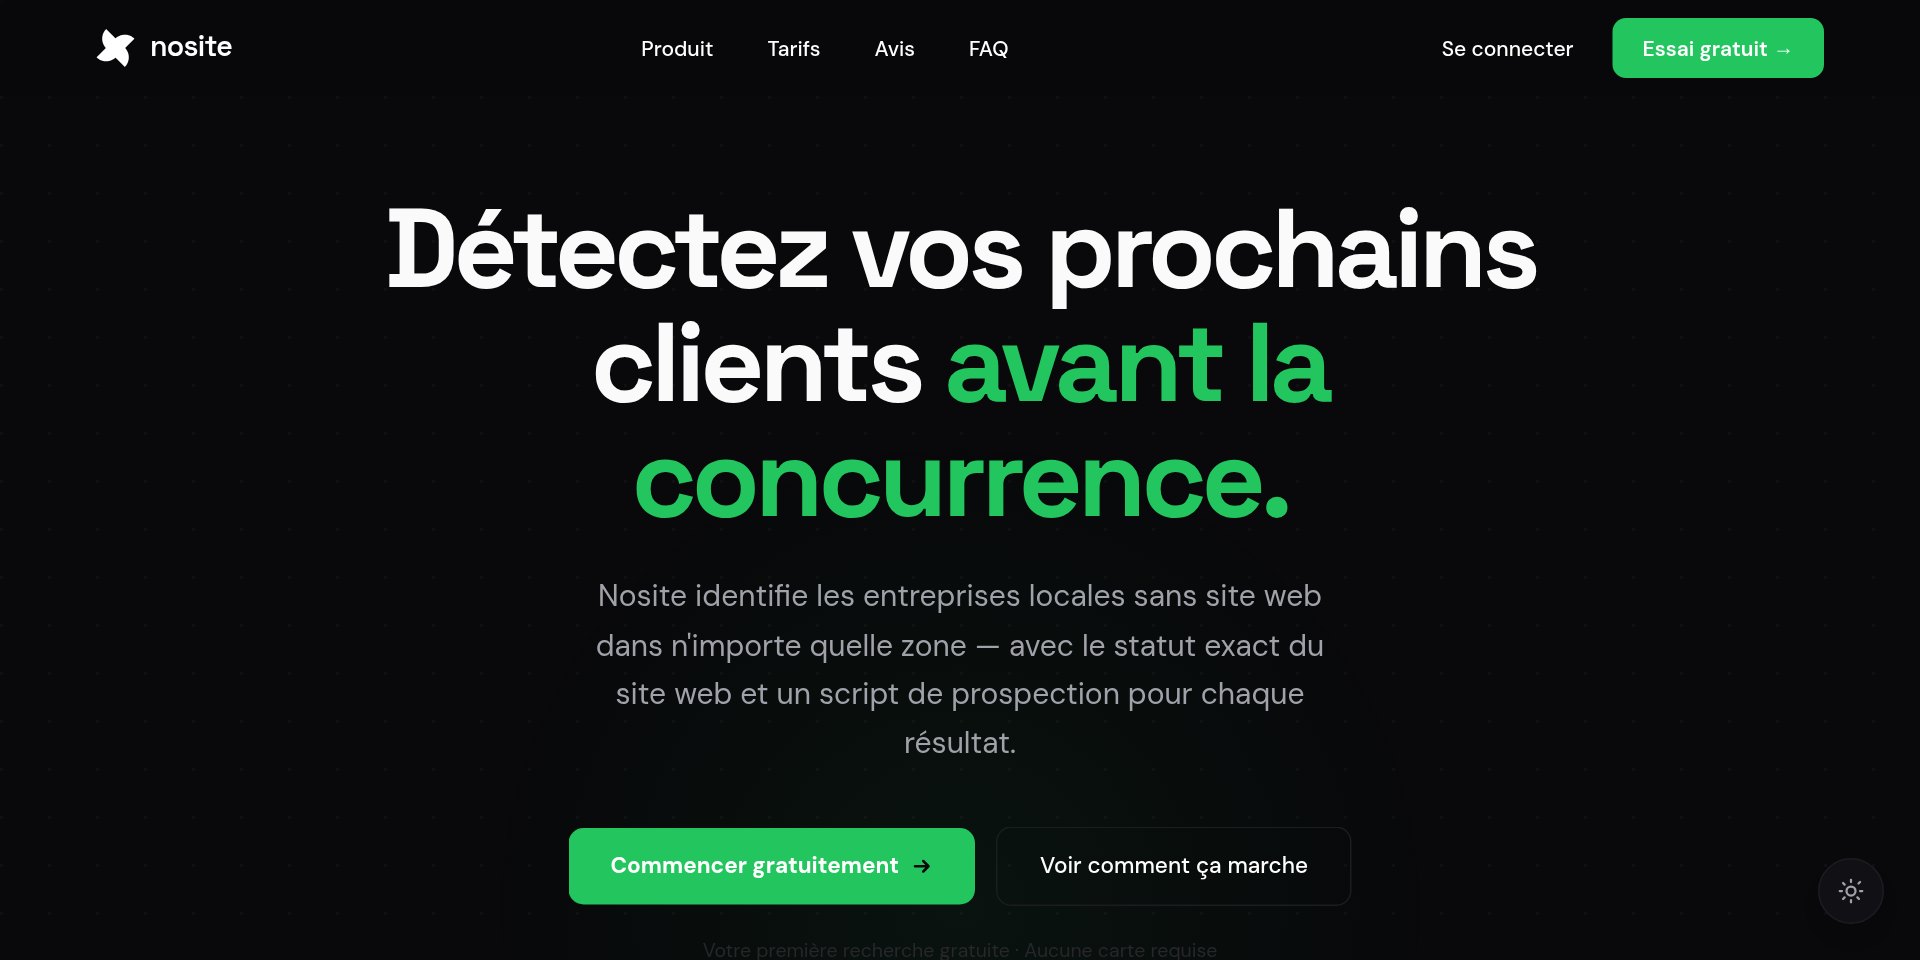 nosite
Produit
Tarifs
Avis
FAQ
Se connecter
Essai gratuit →
Détectez vos prochains
clients avant la
concurrence.
Nosite identifie les entreprises locales sans site web
dans n'importe quelle zone — avec le statut exact du
site web et un script de prospection pour chaque
résultat.
Commencer gratuitement →
Voir comment ça marche
Votre première recherche gratuite · Aucune carte requise